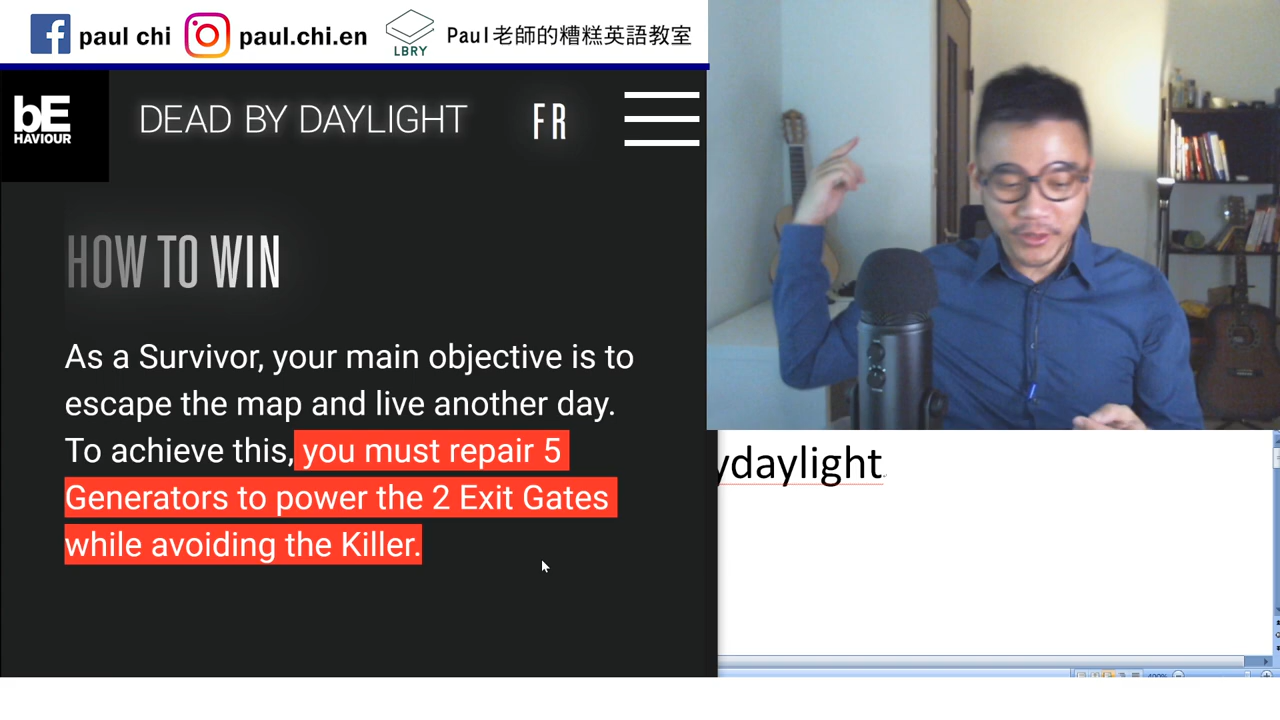 paul chi paul.chi.en LBRY Paul老師的糟糕英語教室
bE
HAVIOUR
DEAD BY DAYLIGHT FR
HOW TO WIN
As a Survivor, your main objective is to
escape the map and live another day.
To achieve this, you must repair 5
Generators to power the 2 Exit Gates
while avoiding the Killer.
ydaylight
400%